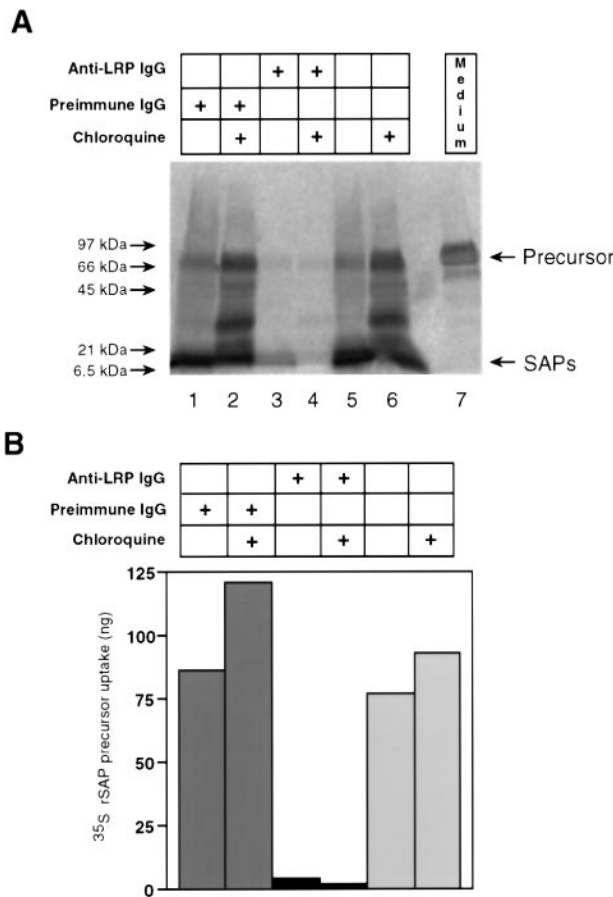 A
Anti-LRP IgG + +
Preimmune IgG + +
Chloroquine + + +
Medium
97 kDa
66 kDa
45 kDa
21 kDa
6.5 kDa
Precursor
SAPs
1 2 3 4 5 6 7
B
Anti-LRP IgG + +
Preimmune IgG + +
Chloroquine + + +
35S rSAP precursor uptake (ng)
125
100
75
50
25
0